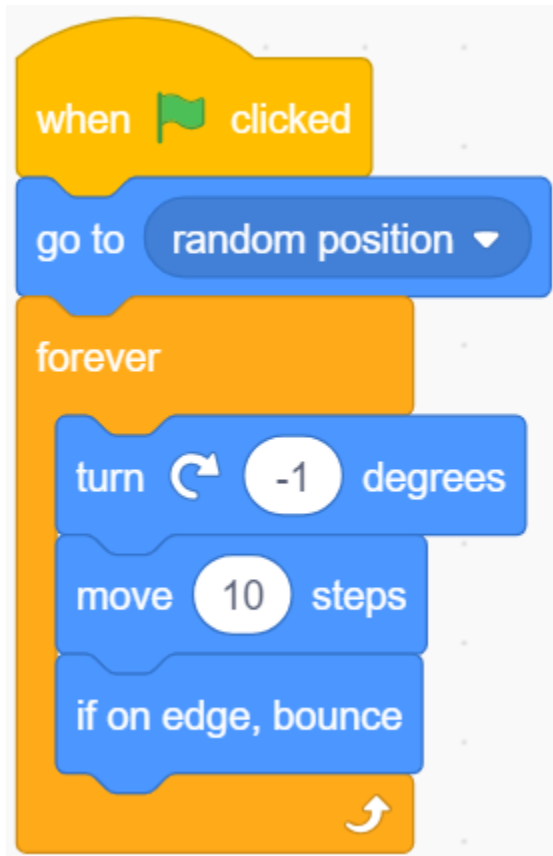 when clicked
go to random position
forever
turn -1 degrees
move 10 steps
if on edge, bounce